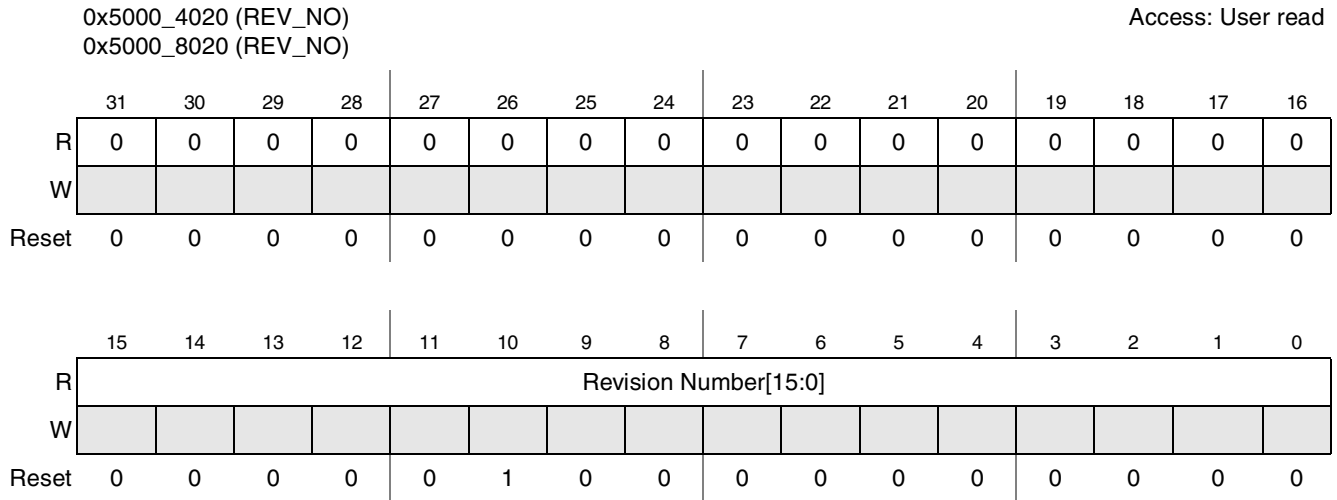 0x5000_4020 (REV_NO) Access: User read
0x5000_8020 (REV_NO)
31 30 29 28 27 26 25 24 23 22 21 20 19 18 17 16
R 0 0 0 0 0 0 0 0 0 0 0 0 0 0 0 0
W
Reset 0 0 0 0 0 0 0 0 0 0 0 0 0 0 0 0
15 14 13 12 11 10 9 8 7 6 5 4 3 2 1 0
R Revision Number[15:0]
W
Reset 0 0 0 0 0 1 0 0 0 0 0 0 0 0 0 0